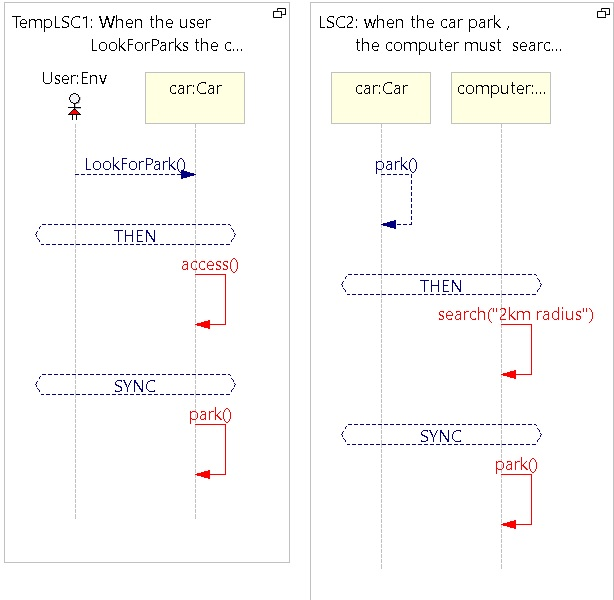 TempLSC1: When the user
LookForParks the c...
User:Env
car:Car
LookForPark()
THEN
access()
SYNC
park()
LSC2: when the car park ,
the computer must searc...
car:Car
computer:...
park()
THEN
search("2km radius")
SYNC
park()